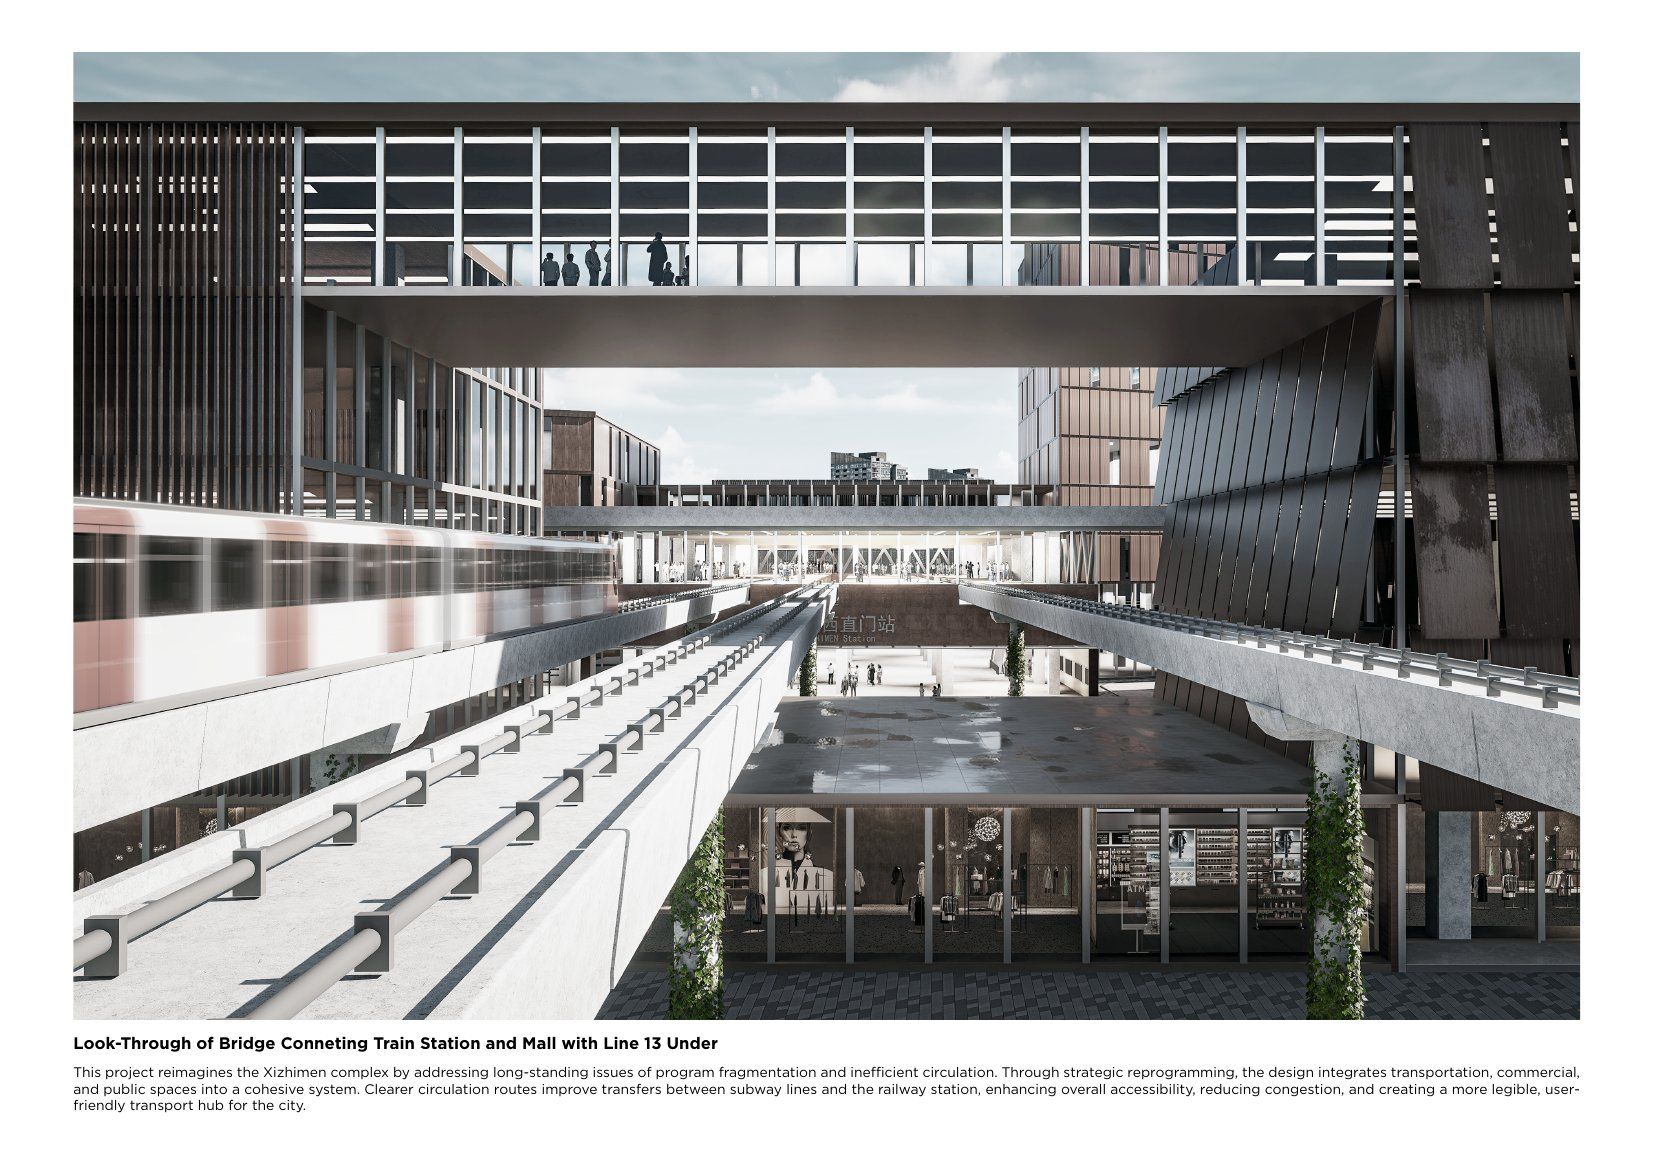 西直门站
IMEN Station
ATM
Look-Through of Bridge Conneting Train Station and Mall with Line 13 Under
This project reimagines the Xizhimen complex by addressing long-standing issues of program fragmentation and inefficient circulation. Through strategic reprogramming, the design integrates transportation, commercial,
and public spaces into a cohesive system. Clearer circulation routes improve transfers between subway lines and the railway station, enhancing overall accessibility, reducing congestion, and creating a more legible, user-
friendly transport hub for the city.